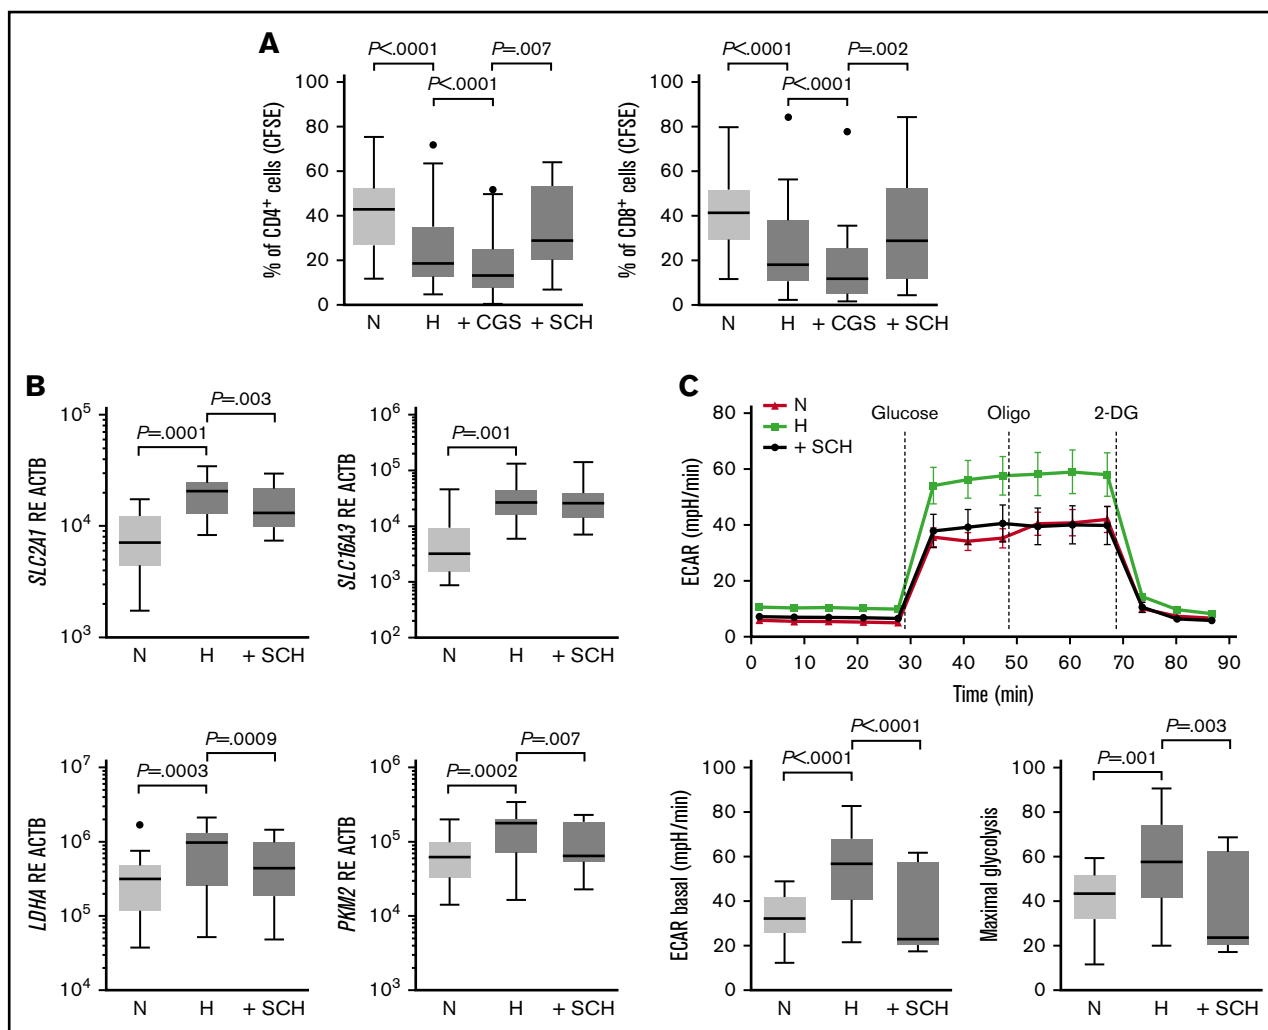 A
P<.0001
P=.007
P<.0001
% of CD4+ cells (CFSE)
100
80
60
40
20
0
N H + CGS + SCH
P<.0001
P=.002
P<.0001
% of CD8+ cells (CFSE)
100
80
60
40
20
0
N H + CGS + SCH
B
P=.003
P=.0001
SLC2A1 RE ACTB
10^5
10^4
10^3
N H + SCH
P=.001
SLC16A3 RE ACTB
10^6
10^5
10^4
10^3
10^2
N H + SCH
P=.0009
P=.0003
LDHA RE ACTB
10^7
10^6
10^5
10^4
N H + SCH
P=.007
P=.0002
PKM2 RE ACTB
10^6
10^5
10^4
10^3
N H + SCH
C
N
H
+ SCH
Glucose Oligo 2-DG
ECAR (mpH/min)
80
60
40
20
0
0 10 20 30 40 50 60 70 80 90
Time (min)
P<.0001
P<.0001
ECAR basal (mpH/min)
100
80
60
40
20
0
N H + SCH
P=.003
P=.001
Maximal glycolysis
100
80
60
40
20
0
N H + SCH